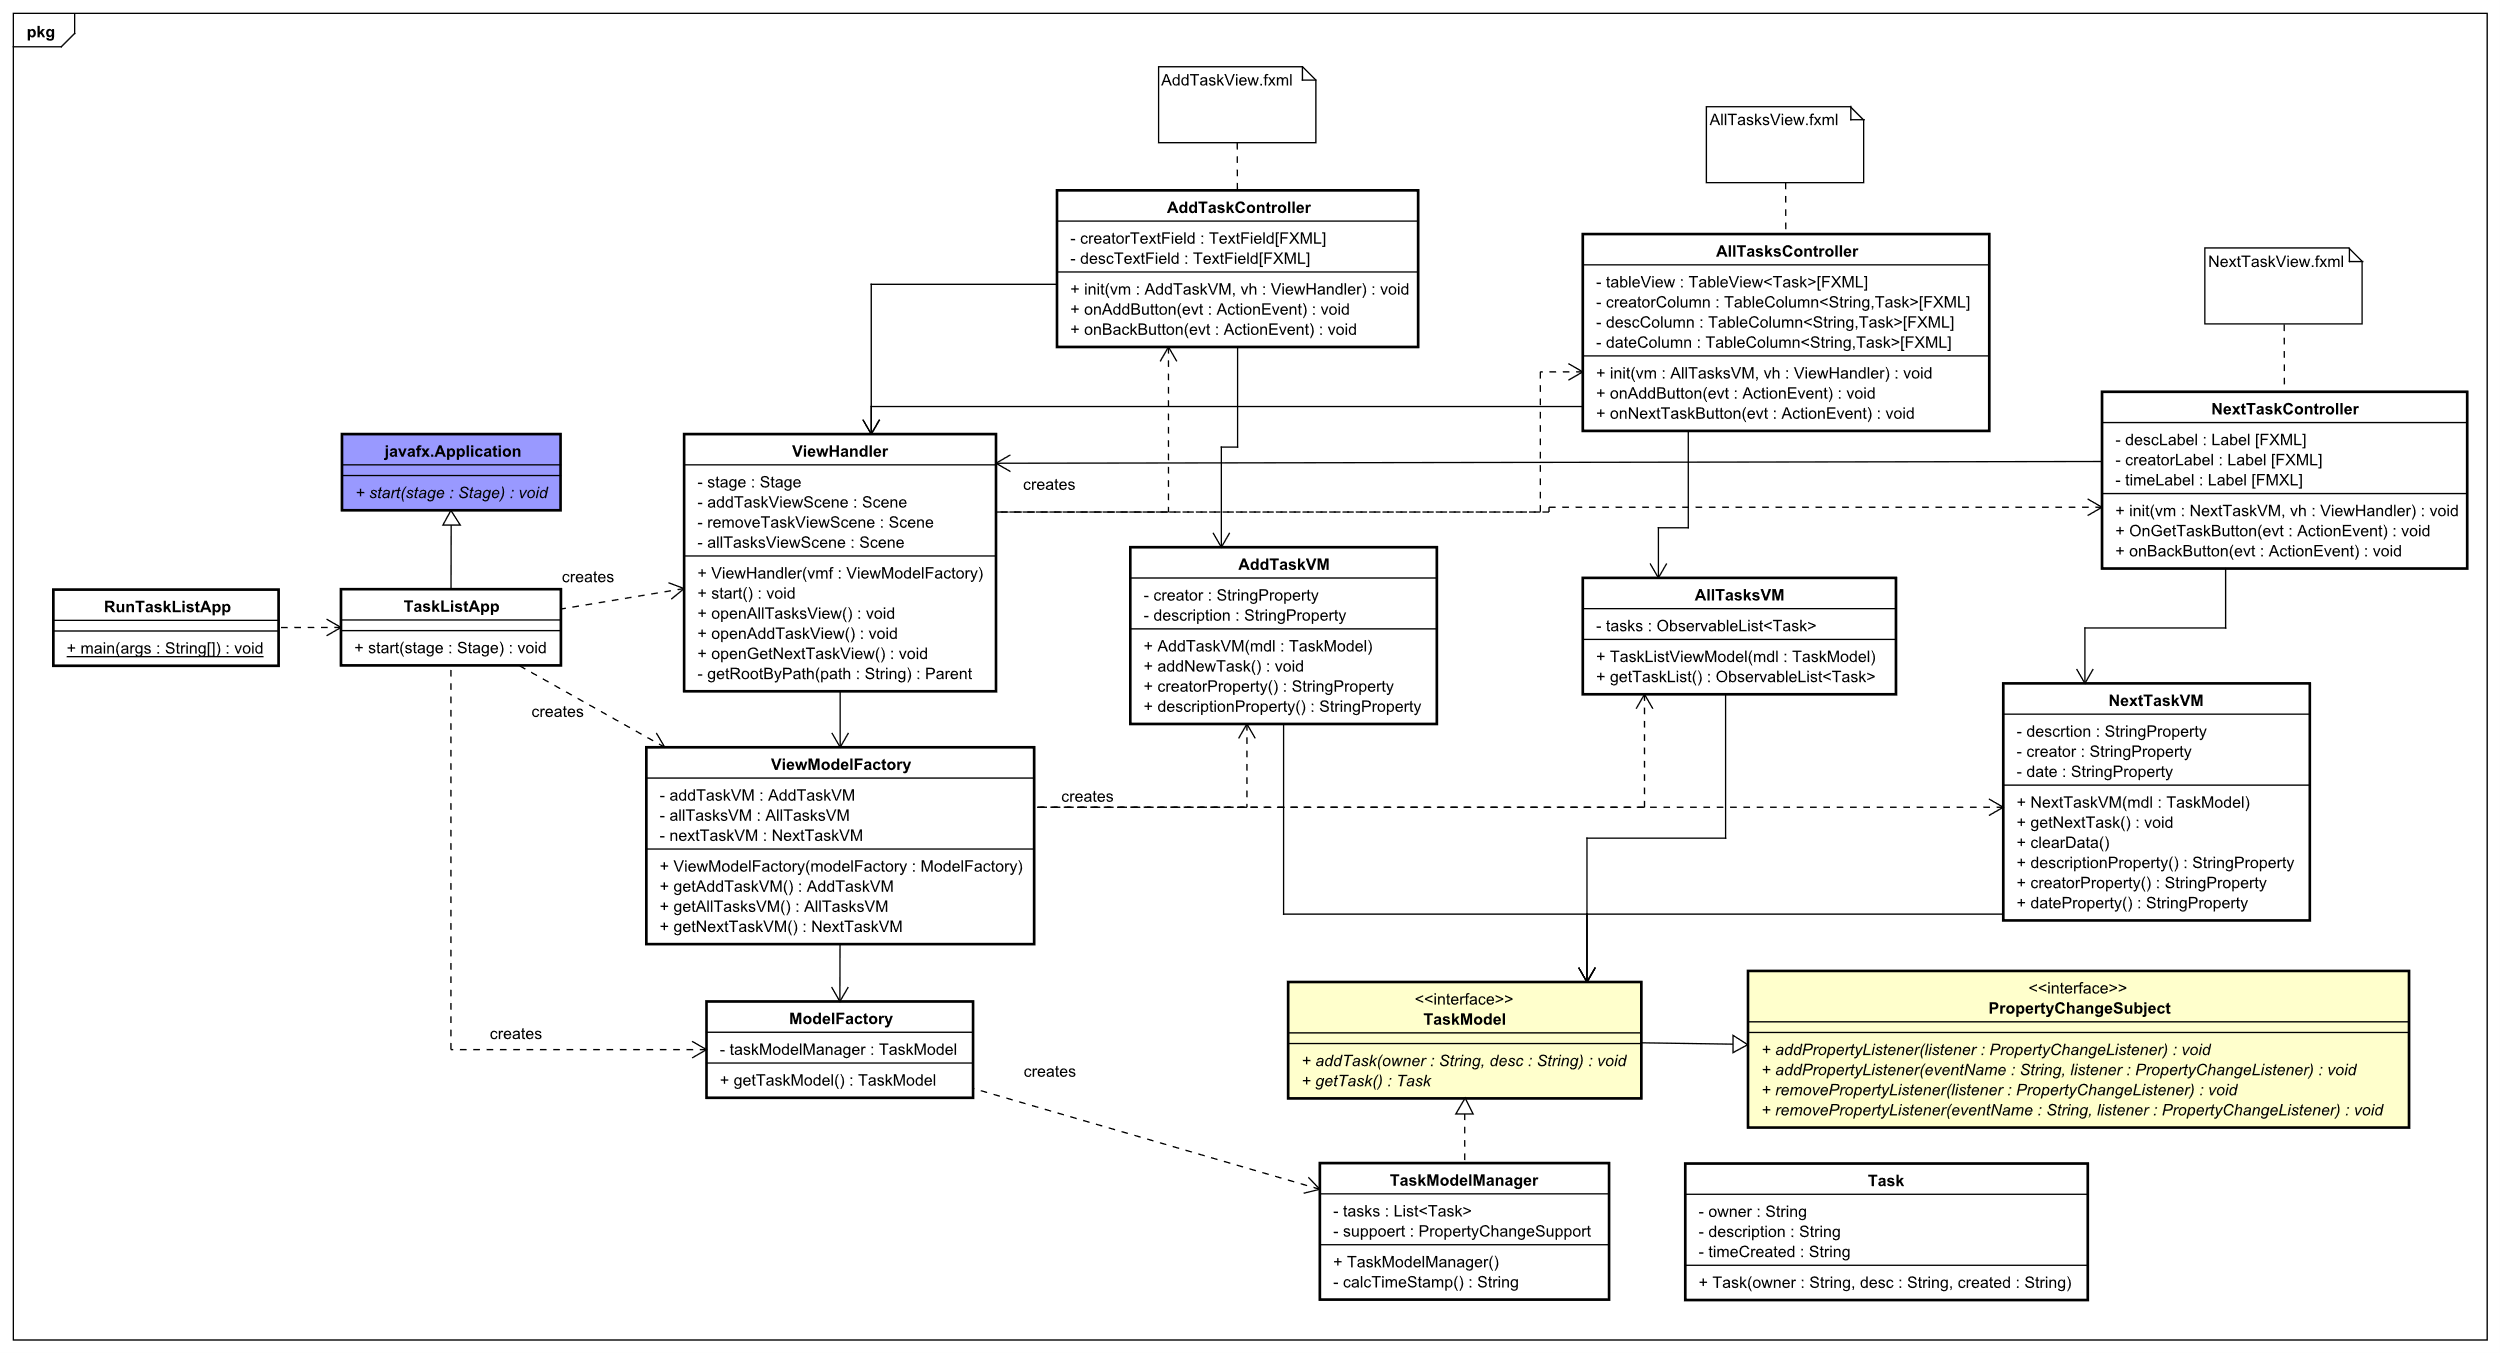 pkg
AddTaskView.fxml
AllTasksView.fxml
AddTaskController
- creatorTextField : TextField[FXML]
- descTextField : TextField[FXML]
+ init(vm : AddTaskVM, vh : ViewHandler) : void
+ onAddButton(evt : ActionEvent) : void
+ onBackButton(evt : ActionEvent) : void
AllTasksController
- tableView : TableView<Task>[FXML]
- creatorColumn : TableColumn<String,Task>[FXML]
- descColumn : TableColumn<String,Task>[FXML]
- dateColumn : TableColumn<String,Task>[FXML]
+ init(vm : AllTasksVM, vh : ViewHandler) : void
+ onAddButton(evt : ActionEvent) : void
+ onNextTaskButton(evt : ActionEvent) : void
NextTaskView.fxml
NextTaskController
- descLabel : Label [FXML]
- creatorLabel : Label [FXML]
- timeLabel : Label [FMXL]
+ init(vm : NextTaskVM, vh : ViewHandler) : void
+ OnGetTaskButton(evt : ActionEvent) : void
+ onBackButton(evt : ActionEvent) : void
javafx.Application
+ start(stage : Stage) : void
ViewHandler
- stage : Stage
- addTaskViewScene : Scene
- removeTaskViewScene : Scene
- allTasksViewScene : Scene
+ ViewHandler(vmf : ViewModelFactory)
+ start() : void
+ openAllTasksView() : void
+ openAddTaskView() : void
+ openGetNextTaskView() : void
- getRootByPath(path : String) : Parent
creates
RunTaskListApp
+ main(args : String[]) : void
TaskListApp
+ start(stage : Stage) : void
creates
creates
AddTaskVM
- creator : StringProperty
- description : StringProperty
+ AddTaskVM(mdl : TaskModel)
+ addNewTask() : void
+ creatorProperty() : StringProperty
+ descriptionProperty() : StringProperty
AllTasksVM
- tasks : ObservableList<Task>
+ TaskListViewModel(mdl : TaskModel)
+ getTaskList() : ObservableList<Task>
NextTaskVM
- descrtion : StringProperty
- creator : StringProperty
- date : StringProperty
+ NextTaskVM(mdl : TaskModel)
+ getNextTask() : void
+ clearData()
+ descriptionProperty() : StringProperty
+ creatorProperty() : StringProperty
+ dateProperty() : StringProperty
ViewModelFactory
- addTaskVM : AddTaskVM
- allTasksVM : AllTasksVM
- nextTaskVM : NextTaskVM
+ ViewModelFactory(modelFactory : ModelFactory)
+ getAddTaskVM() : AddTaskVM
+ getAllTasksVM() : AllTasksVM
+ getNextTaskVM() : NextTaskVM
creates
creates
ModelFactory
- taskModelManager : TaskModel
+ getTaskModel() : TaskModel
creates
<<interface>>
TaskModel
+ addTask(owner : String, desc : String) : void
+ getTask() : Task
<<interface>>
PropertyChangeSubject
+ addPropertyListener(listener : PropertyChangeListener) : void
+ addPropertyListener(eventName : String, listener : PropertyChangeListener) : void
+ removePropertyListener(listener : PropertyChangeListener) : void
+ removePropertyListener(eventName : String, listener : PropertyChangeListener) : void
TaskModelManager
- tasks : List<Task>
- suppoert : PropertyChangeSupport
+ TaskModelManager()
- calcTimeStamp() : String
Task
- owner : String
- description : String
- timeCreated : String
+ Task(owner : String, desc : String, created : String)